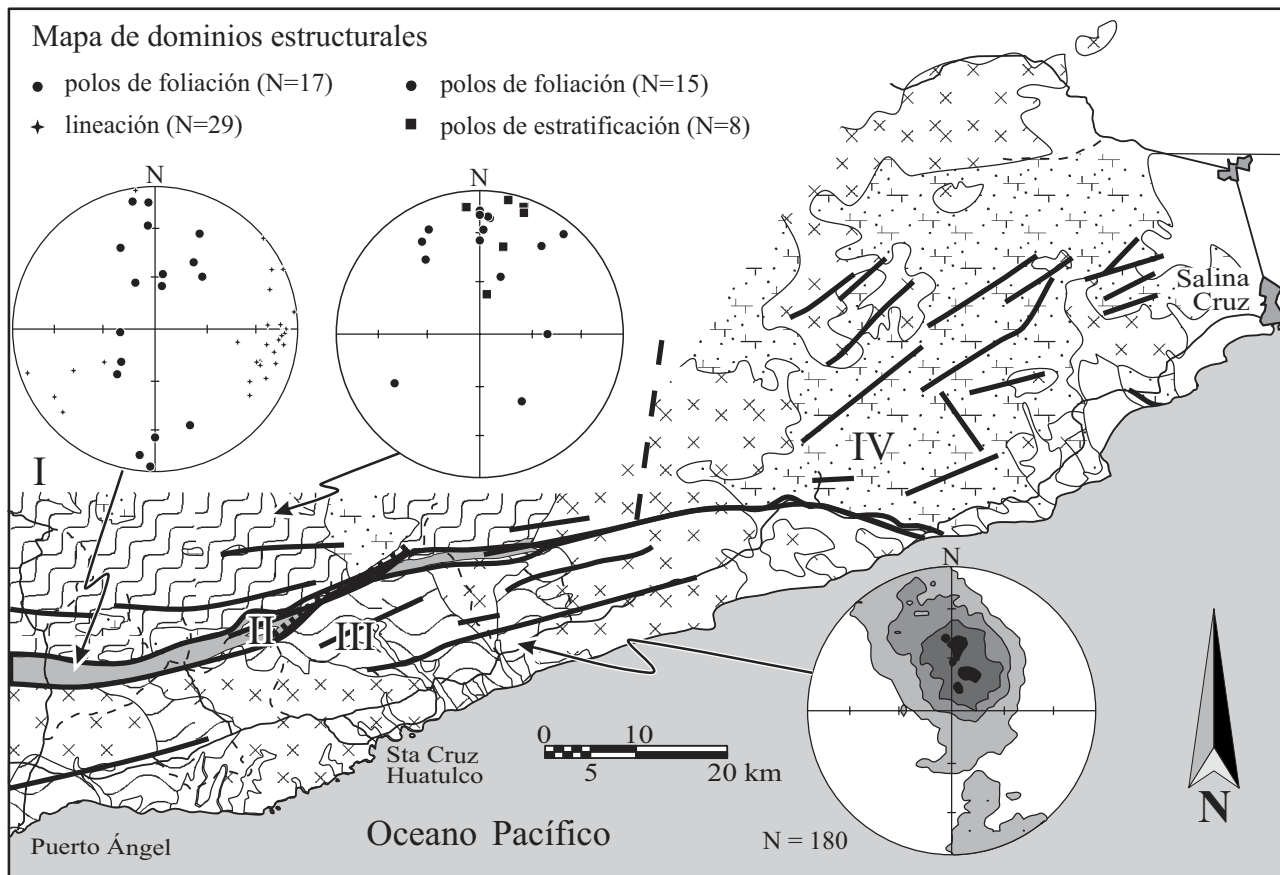 Mapa de dominios estructurales
polos de foliación (N=17)
lineación (N=29)
polos de foliación (N=15)
polos de estratificación (N=8)
N
N
Salina
Cruz
I
IV
II
III
N
0 10
5 20 km
Sta Cruz
Huatulco
Oceano Pacífico
N = 180
Puerto Ángel
N